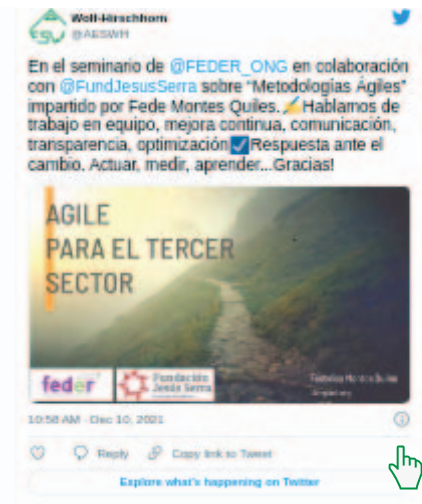 Wolf-Hirschhorn
@AESWH
En el seminario de @FEDER_ONG en colaboración
con @FundJesusSerra sobre “Metodologías Ágiles”
impartido por Fede Montes Quiles. ✍Hablamos de
trabajo en equipo, mejora continua, comunicación,
transparencia, optimización☑Respuesta ante el
cambio. Actuar, medir, aprender...Gracias!
AGILE
PARA EL TERCER
SECTOR
feder
Fundación
Jesús Serra
10:58 AM · Dec 10, 2021
Reply
Copy link to Tweet
Explore what's happening on Twitter